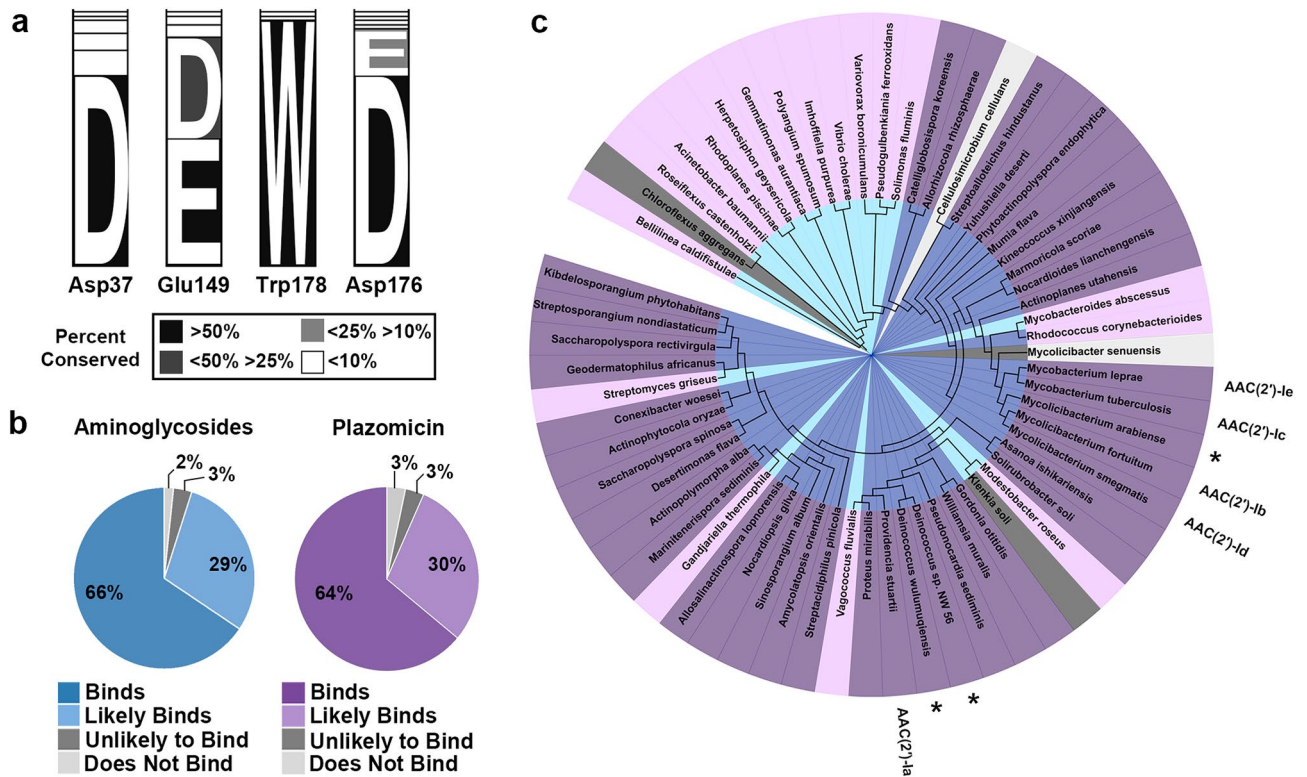 a
D
D
E
W
E
D
Asp37
Glu149
Trp178
Asp176
Percent
Conserved
>50%
<25% >10%
<50% >25%
<10%
b
Aminoglycosides
2%
3%
29%
66%
Binds
Likely Binds
Unlikely to Bind
Does Not Bind
Plazomicin
3%
3%
30%
64%
Binds
Likely Binds
Unlikely to Bind
Does Not Bind
c
Bellilinea caldifistulae
Chloroflexus aggregans
Roseiflexus castenholzii
Acinetobacter baumannii
Rhodoplanes piscinae
Herpetosiphon geysericola
Gemmatimonas aurantiaca
Polyangium spumosum
Imhoffiella purpurea
Vibrio cholerae
Variovorax boronicumulans
Pseudogulbenkiania ferrooxidans
Solimonas fluminis
Catelliglobosispora koreensis
Allorhizocola rhizosphaerae
Cellulosimicrobium cellulans
Streptoalloteichus hindustanus
Yuhushiella deserti
Phytoactinopolyspora endophytica
Mumia flava
Kineococcus xinjiangensis
Marmoricola scoriae
Nocardioides lianchengensis
Actinoplanes utahensis
Mycobacteroides abscessus
Rhodococcus corynebacterioides
Mycolicibacter senuensis
Mycobacterium leprae
Mycobacterium tuberculosis
Mycolicibacterium arabiense
Mycolicibacterium fortuitum
Mycolicibacterium smegmatis
Asanoa ishikariensis
Solirubrobacter soli
Modestobacter roseus
Klenkia soli
Gordonia otitidis
Williamsia muralis
Pseudonocardia sediminis
Deinococcus sp. NW 56
Deinococcus wulumuqiensis
Providencia stuartii
Proteus mirabilis
Vagococcus fluvialis
Streptacidiphilus pinicola
Amycolatopsis orientalis
Sinosporangium album
Nocardiopsis gilva
Allosalinactinospora lopnorensis
Gandjariella thermophila
Marinitenerispora sediminis
Actinopolymorpha alba
Desertimonas flava
Saccharopolyspora spinosa
Actinophytocola oryzae
Conexibacter woesei
Streptomyces griseus
Geodermatophilus africanus
Saccharopolyspora rectivirgula
Streptosporangium nondiastaticum
Kibdelosporangium phytohabitans
AAC(2')-Ie
AAC(2')-Ic
*
AAC(2')-Ib
AAC(2')-Id
*
*
AAC(2')-Ia